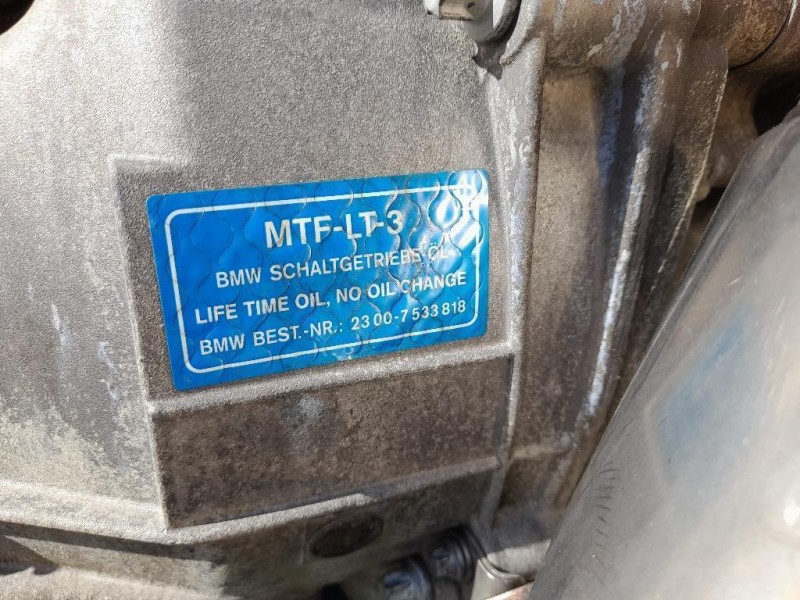 MTF-LT-3
BMW SCHALTGETRIEBE-ÖL
LIFE TIME OIL, NO OIL CHANGE
BMW BEST.-NR.: 23 00-7 533 818